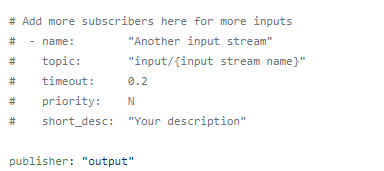 # Add more subscribers here for more inputs
#  - name:        "Another input stream"
#    topic:       "input/{input stream name}"
#    timeout:     0.2
#    priority:    N
#    short_desc:  "Your description"
publisher: "output"